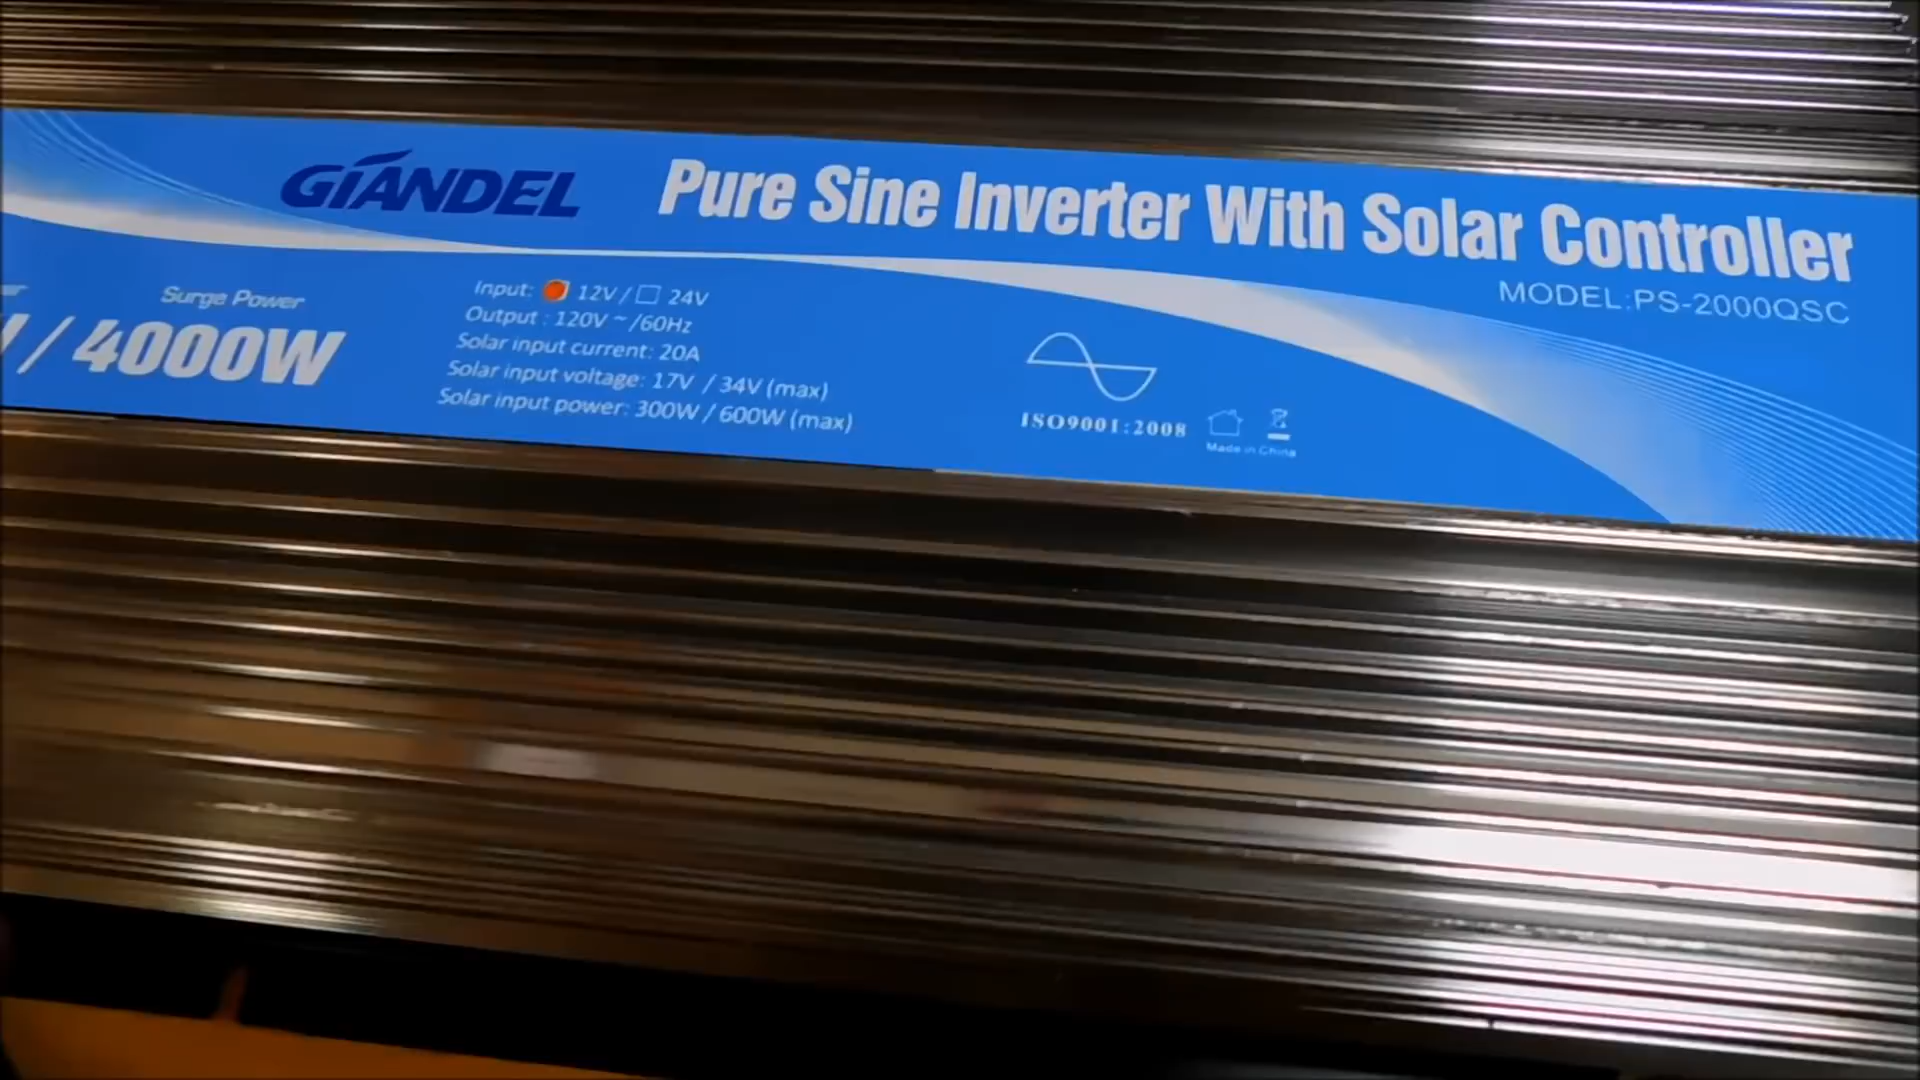 GIANDEL
Pure Sine Inverter With Solar Controller
MODEL:PS-2000QSC
Surge Power
/ 4000W
Input: 12V / 24V
Output : 120V ~ /60Hz
Solar input current: 20A
Solar input voltage: 17V / 34V (max)
Solar input power: 300W / 600W (max)
ISO9001:2008
Made in China